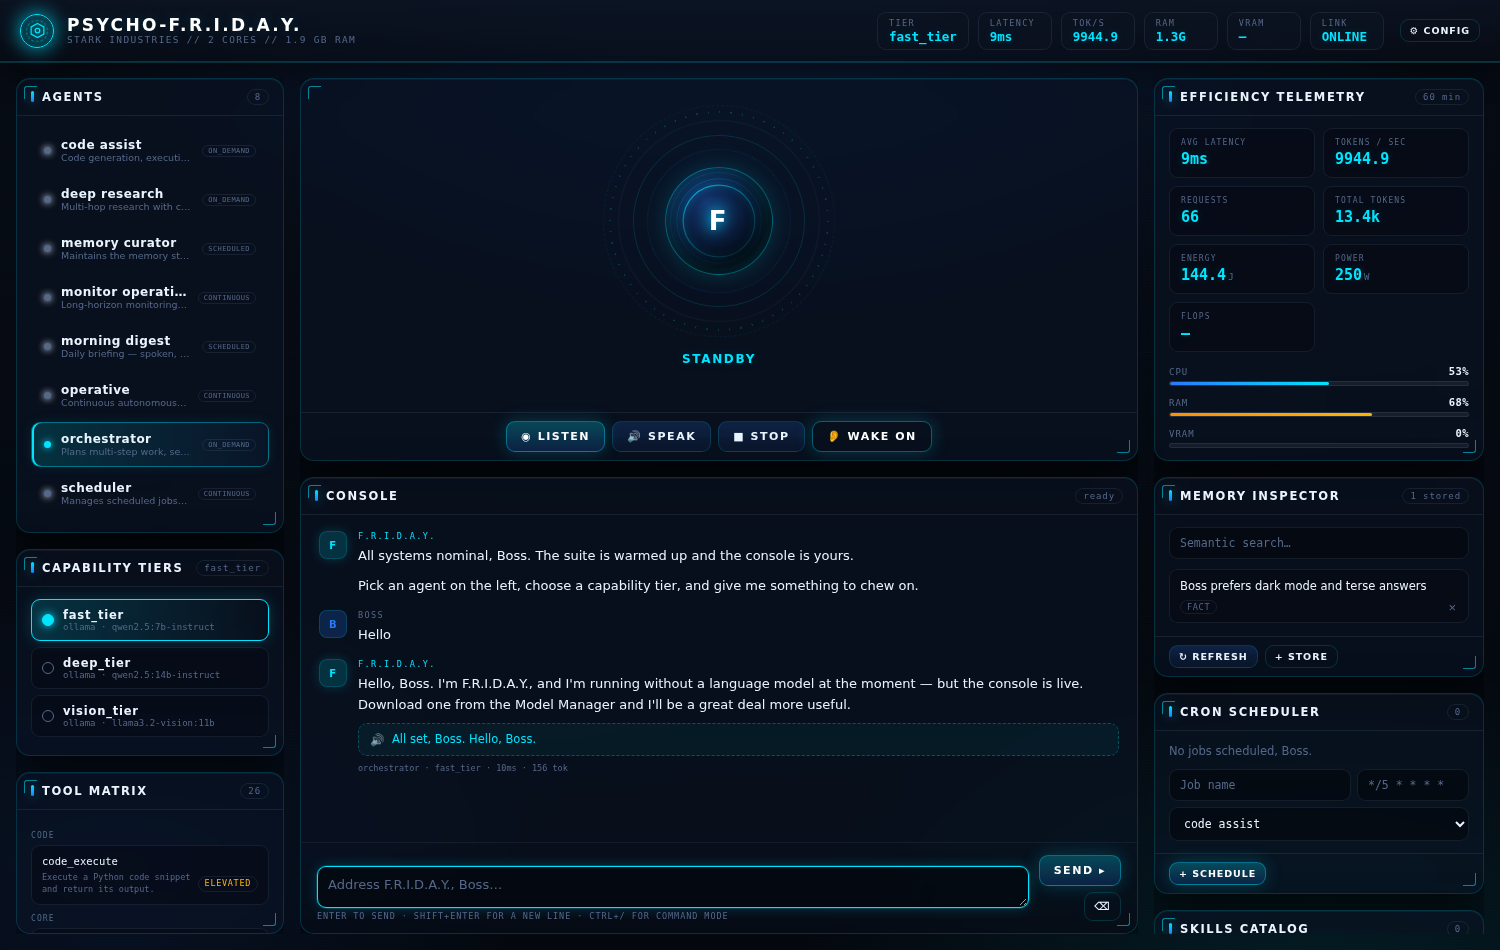 PSYCHO-F.R.I.D.A.Y.
STARK INDUSTRIES // 2 CORES // 1.9 GB RAM
TIER
fast_tier
LATENCY
9ms
TOK/S
9944.9
RAM
1.3G
VRAM
—
LINK
ONLINE
⚙ CONFIG
AGENTS
8
code assist
Code generation, executi…
ON_DEMAND
deep research
Multi-hop research with c…
ON_DEMAND
memory curator
Maintains the memory st…
SCHEDULED
monitor operati…
Long-horizon monitoring…
CONTINUOUS
morning digest
Daily briefing — spoken, …
SCHEDULED
operative
Continuous autonomous…
CONTINUOUS
orchestrator
Plans multi-step work, se…
ON_DEMAND
scheduler
Manages scheduled jobs…
CONTINUOUS
CAPABILITY TIERS
fast_tier
fast_tier
ollama · qwen2.5:7b-instruct
deep_tier
ollama · qwen2.5:14b-instruct
vision_tier
ollama · llama3.2-vision:11b
TOOL MATRIX
26
CODE
code_execute
Execute a Python code snippet
and return its output.
ELEVATED
CORE
F
STANDBY
◉ LISTEN
🔊 SPEAK
■ STOP
👂 WAKE ON
CONSOLE
ready
F
F.R.I.D.A.Y.
All systems nominal, Boss. The suite is warmed up and the console is yours.
Pick an agent on the left, choose a capability tier, and give me something to chew on.
B
BOSS
Hello
F
F.R.I.D.A.Y.
Hello, Boss. I'm F.R.I.D.A.Y., and I'm running without a language model at the moment — but the console is live.
Download one from the Model Manager and I'll be a great deal more useful.
🔊 All set, Boss. Hello, Boss.
orchestrator · fast_tier · 10ms · 156 tok
Address F.R.I.D.A.Y., Boss…
SEND ▸
⌫
ENTER TO SEND · SHIFT+ENTER FOR A NEW LINE · CTRL+/ FOR COMMAND MODE
EFFICIENCY TELEMETRY
60 min
AVG LATENCY
9ms
TOKENS / SEC
9944.9
REQUESTS
66
TOTAL TOKENS
13.4k
ENERGY
144.4 J
POWER
250 W
FLOPS
—
CPU
53%
RAM
68%
VRAM
0%
MEMORY INSPECTOR
1 stored
Semantic search…
Boss prefers dark mode and terse answers
FACT
×
↻ REFRESH
+ STORE
CRON SCHEDULER
0
No jobs scheduled, Boss.
Job name
*/5 * * * *
code assist
+ SCHEDULE
SKILLS CATALOG
0